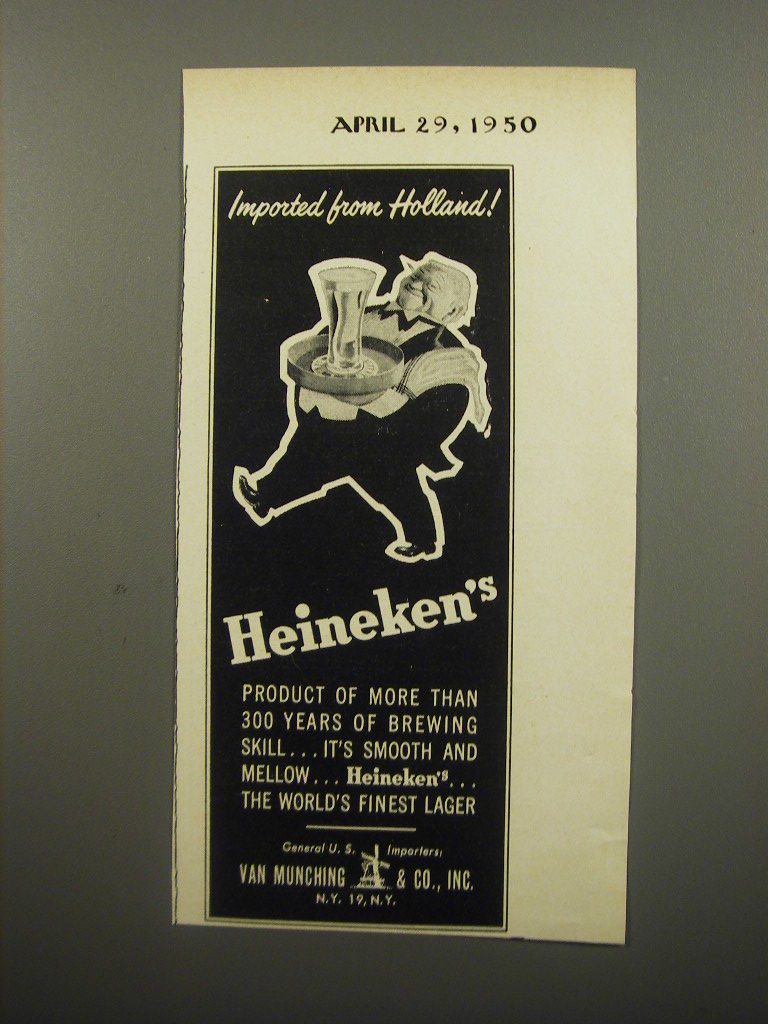 APRIL 29, 1950
Imported from Holland!
Heineken's
PRODUCT OF MORE THAN
300 YEARS OF BREWING
SKILL... IT'S SMOOTH AND
MELLOW... Heineken's...
THE WORLD'S FINEST LAGER
General U. S. Importers:
VAN MUNCHING & CO., INC.
N.Y. 19, N.Y.